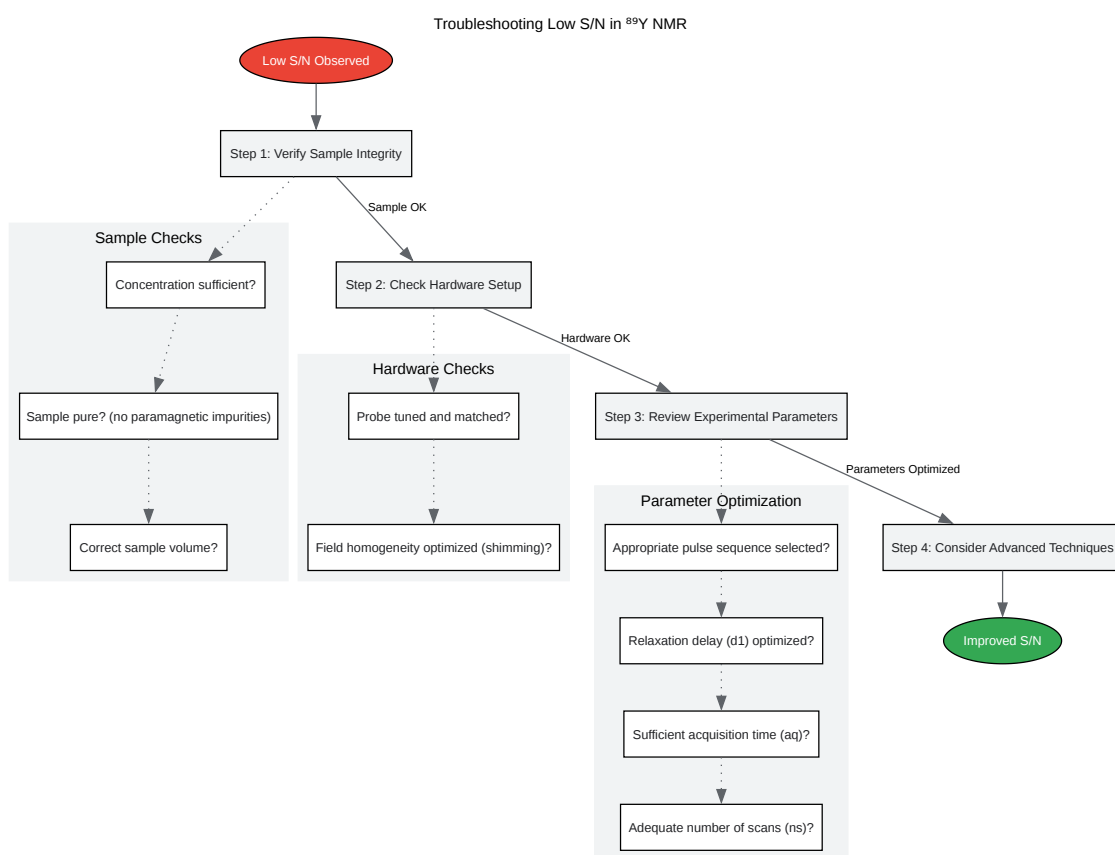 Troubleshooting Low S/N in ⁸⁹Y NMR
Low S/N Observed
Step 1: Verify Sample Integrity
Sample OK
Sample Checks
Concentration sufficient?
Step 2: Check Hardware Setup
Hardware OK
Hardware Checks
Sample pure? (no paramagnetic impurities)
Probe tuned and matched?
Step 3: Review Experimental Parameters
Parameters Optimized
Parameter Optimization
Correct sample volume?
Field homogeneity optimized (shimming)?
Appropriate pulse sequence selected?
Step 4: Consider Advanced Techniques
Relaxation delay (d1) optimized?
Improved S/N
Sufficient acquisition time (aq)?
Adequate number of scans (ns)?